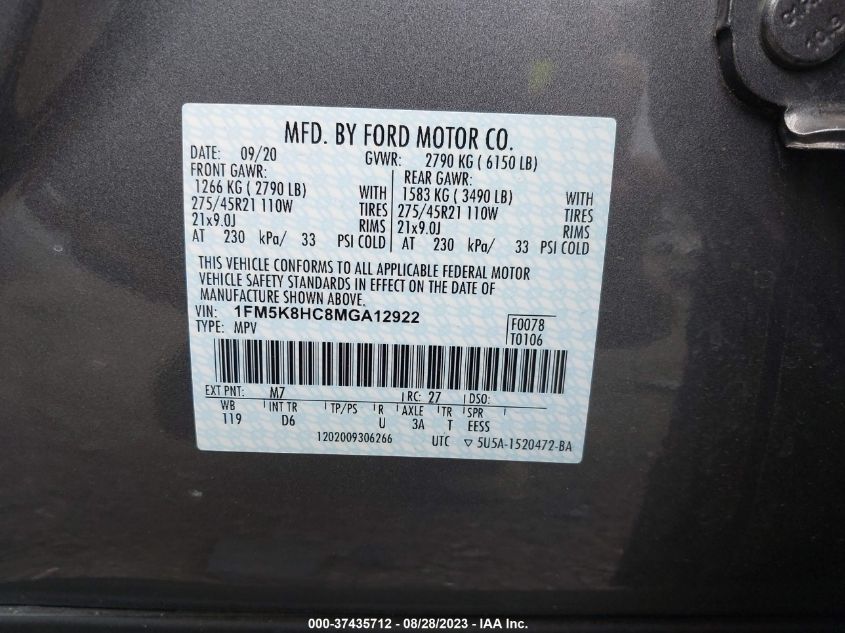 MFD. BY FORD MOTOR CO.
DATE: 09/20 GVWR: 2790 KG ( 6150 LB)
FRONT GAWR: REAR GAWR:
1266 KG ( 2790 LB) WITH 1583 KG ( 3490 LB) WITH
275/45R21 110W TIRES 275/45R21 110W TIRES
21x9.0J RIMS 21x9.0J RIMS
AT 230 kPa/ 33 PSI COLD AT 230 kPa/ 33 PSI COLD
THIS VEHICLE CONFORMS TO ALL APPLICABLE FEDERAL MOTOR
VEHICLE SAFETY STANDARDS IN EFFECT ON THE DATE OF
MANUFACTURE SHOWN ABOVE.
VIN: 1FM5K8HC8MGA12922 F0078
TYPE: MPV T0106
EXT PNT: M7 RC: 27 DSO:
WB INT TR TP/PS R AXLE TR SPR
119 D6 U 3A T EESS
1202009306266 UTC 5U5A-1520472-BA
000-37435712 - 08/28/2023 - IAA Inc.